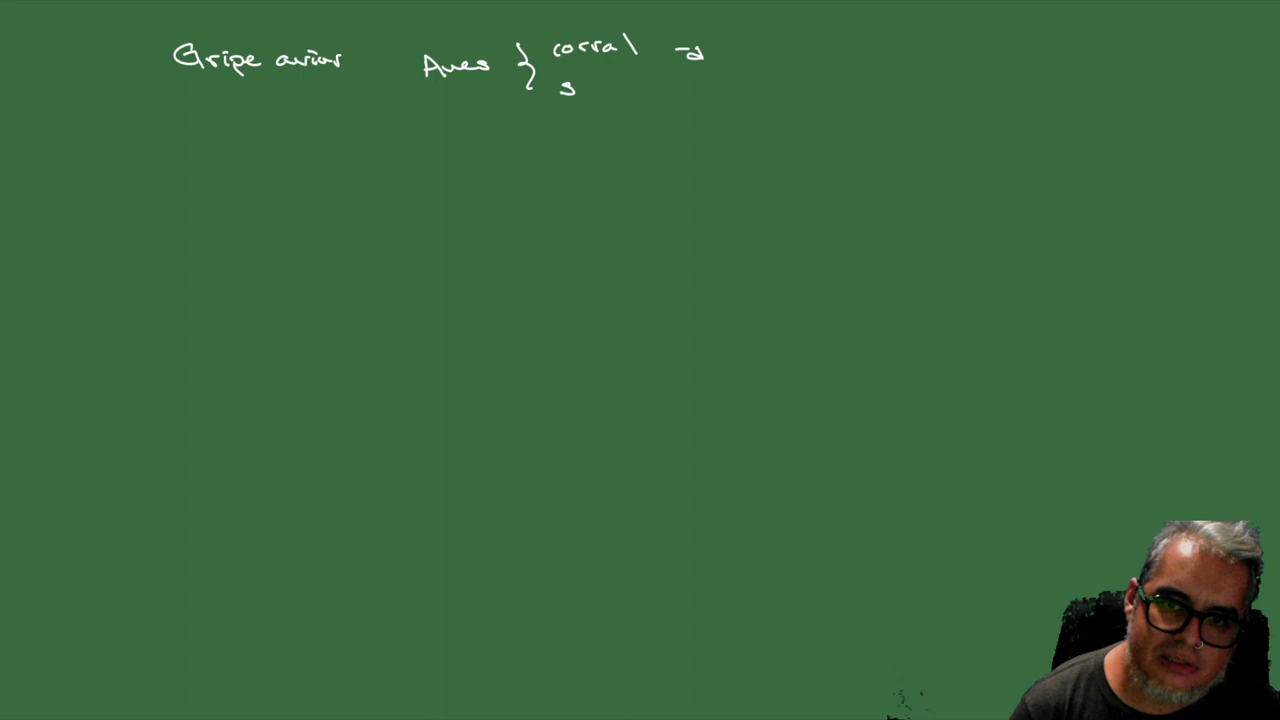 Gripe aviar Aves { corral →
s